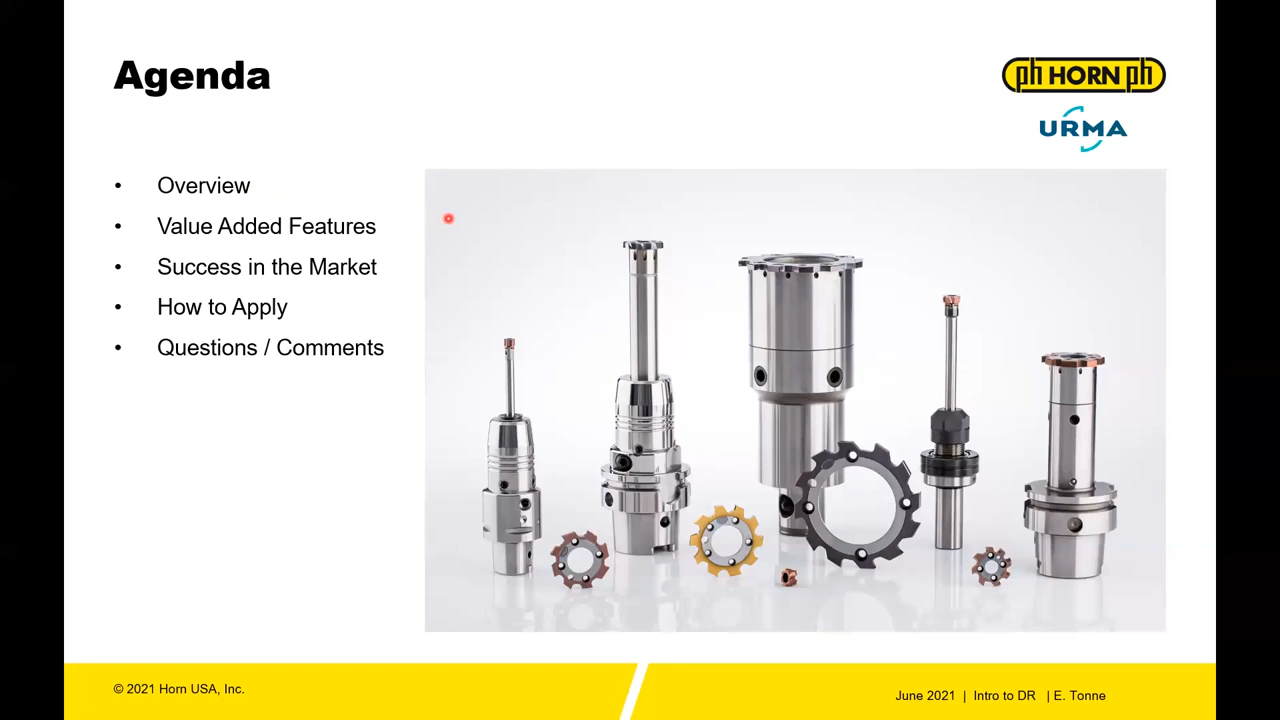 Agenda
ph HORN ph
URMA
• Overview
• Value Added Features
• Success in the Market
• How to Apply
• Questions / Comments
© 2021 Horn USA, Inc.
June 2021 | Intro to DR | E. Tonne